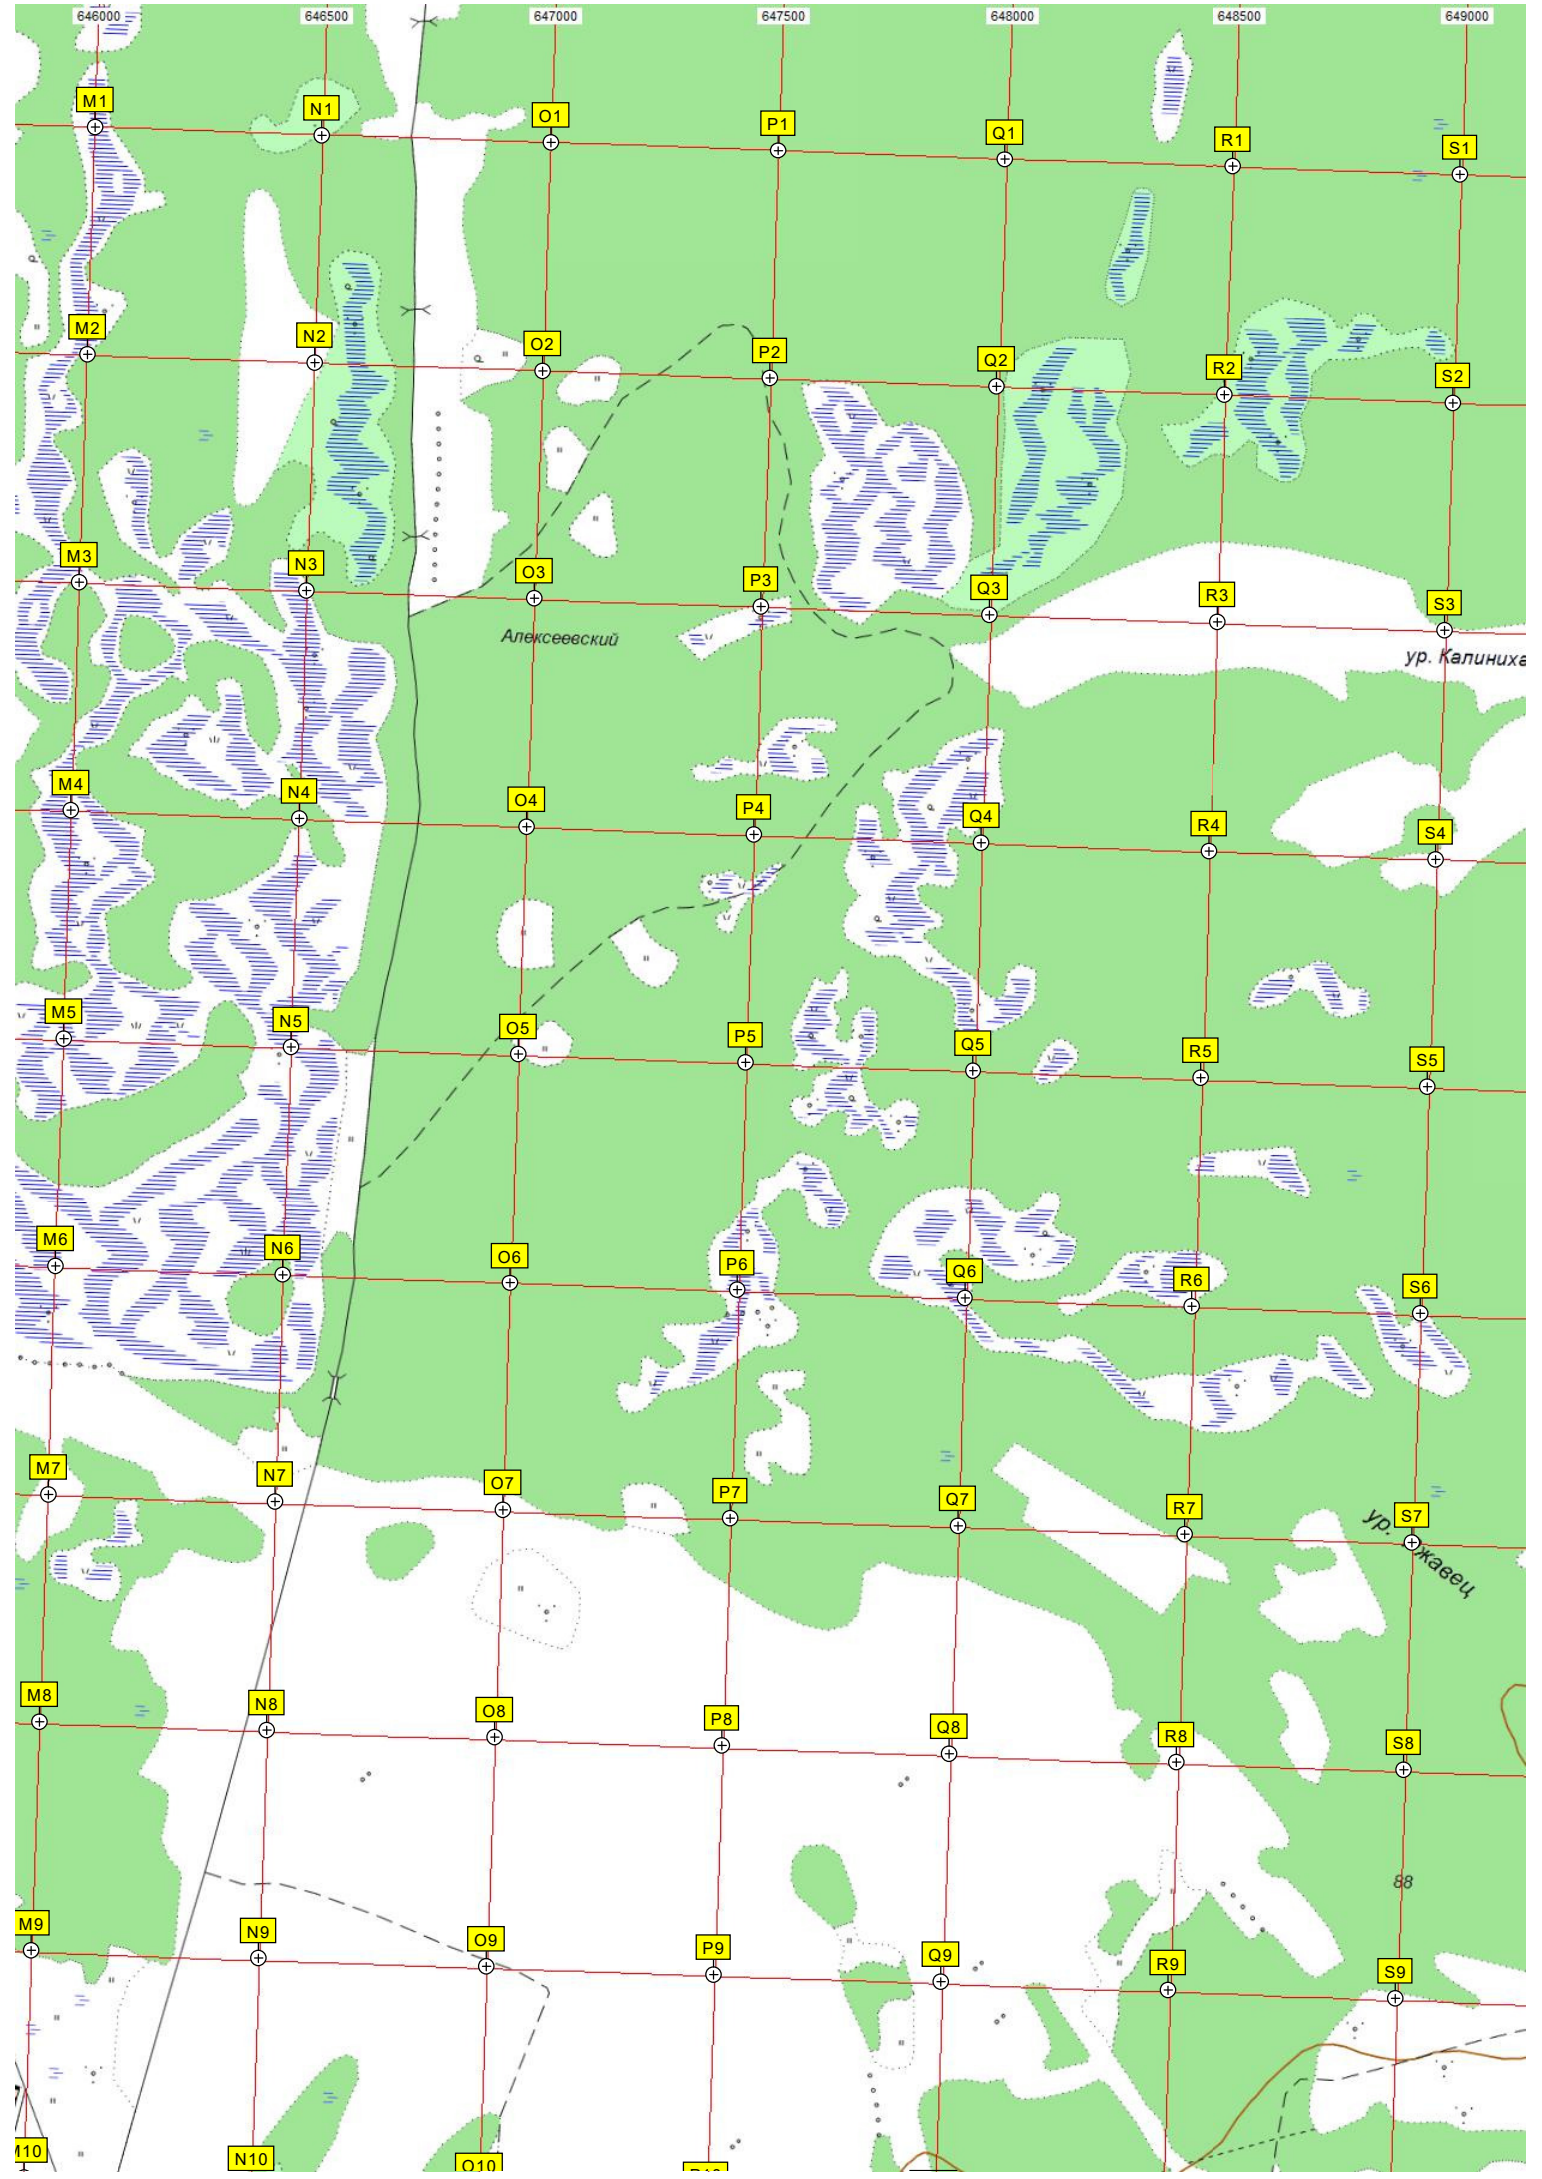 646000 646500 647000 647500 648000 648500 649000
M1 N1 O1 P1 Q1 R1 S1
M2 N2 O2 P2 Q2 R2 S2
M3 N3 O3 P3 Q3 R3 S3
Алексеевский
ур. Калиниха
M4 N4 O4 P4 Q4 R4 S4
M5 N5 O5 P5 Q5 R5 S5
M6 N6 O6 P6 Q6 R6 S6
M7 N7 O7 P7 Q7 R7 S7
ур.
M8 N8 O8 P8 Q8 R8 S8
88
M9 N9 O9 P9 Q9 R9 S9
N10 O10